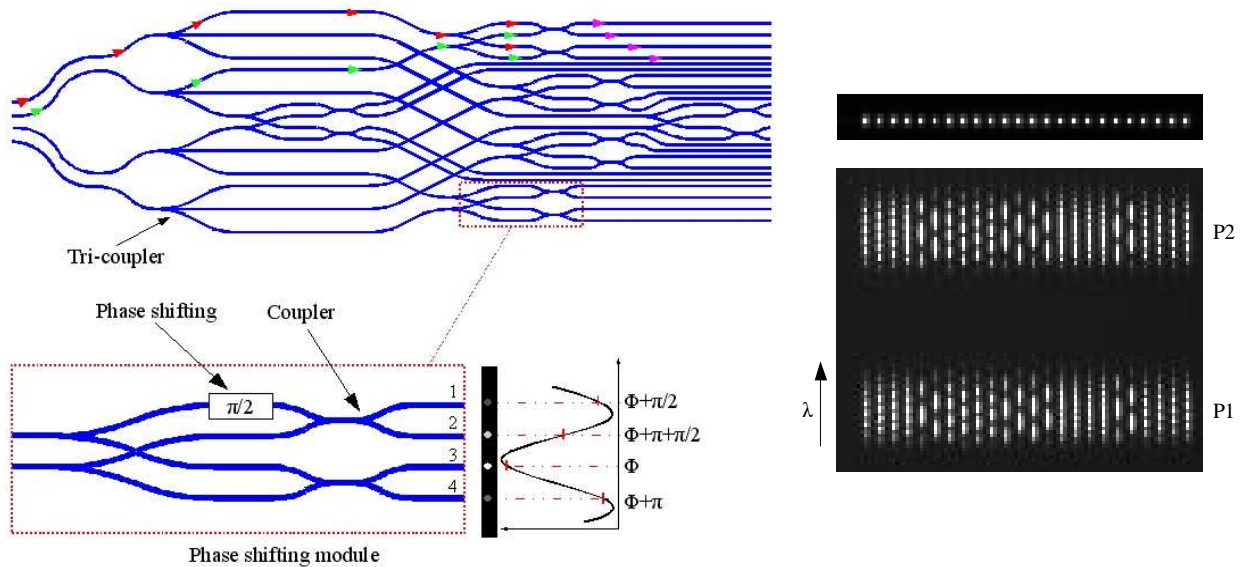 Tri-coupler
Phase shifting
Coupler
π/2
1
2
3
4
Φ+π/2
Φ+π+π/2
Φ
Φ+π
Phase shifting module
P2
λ
P1